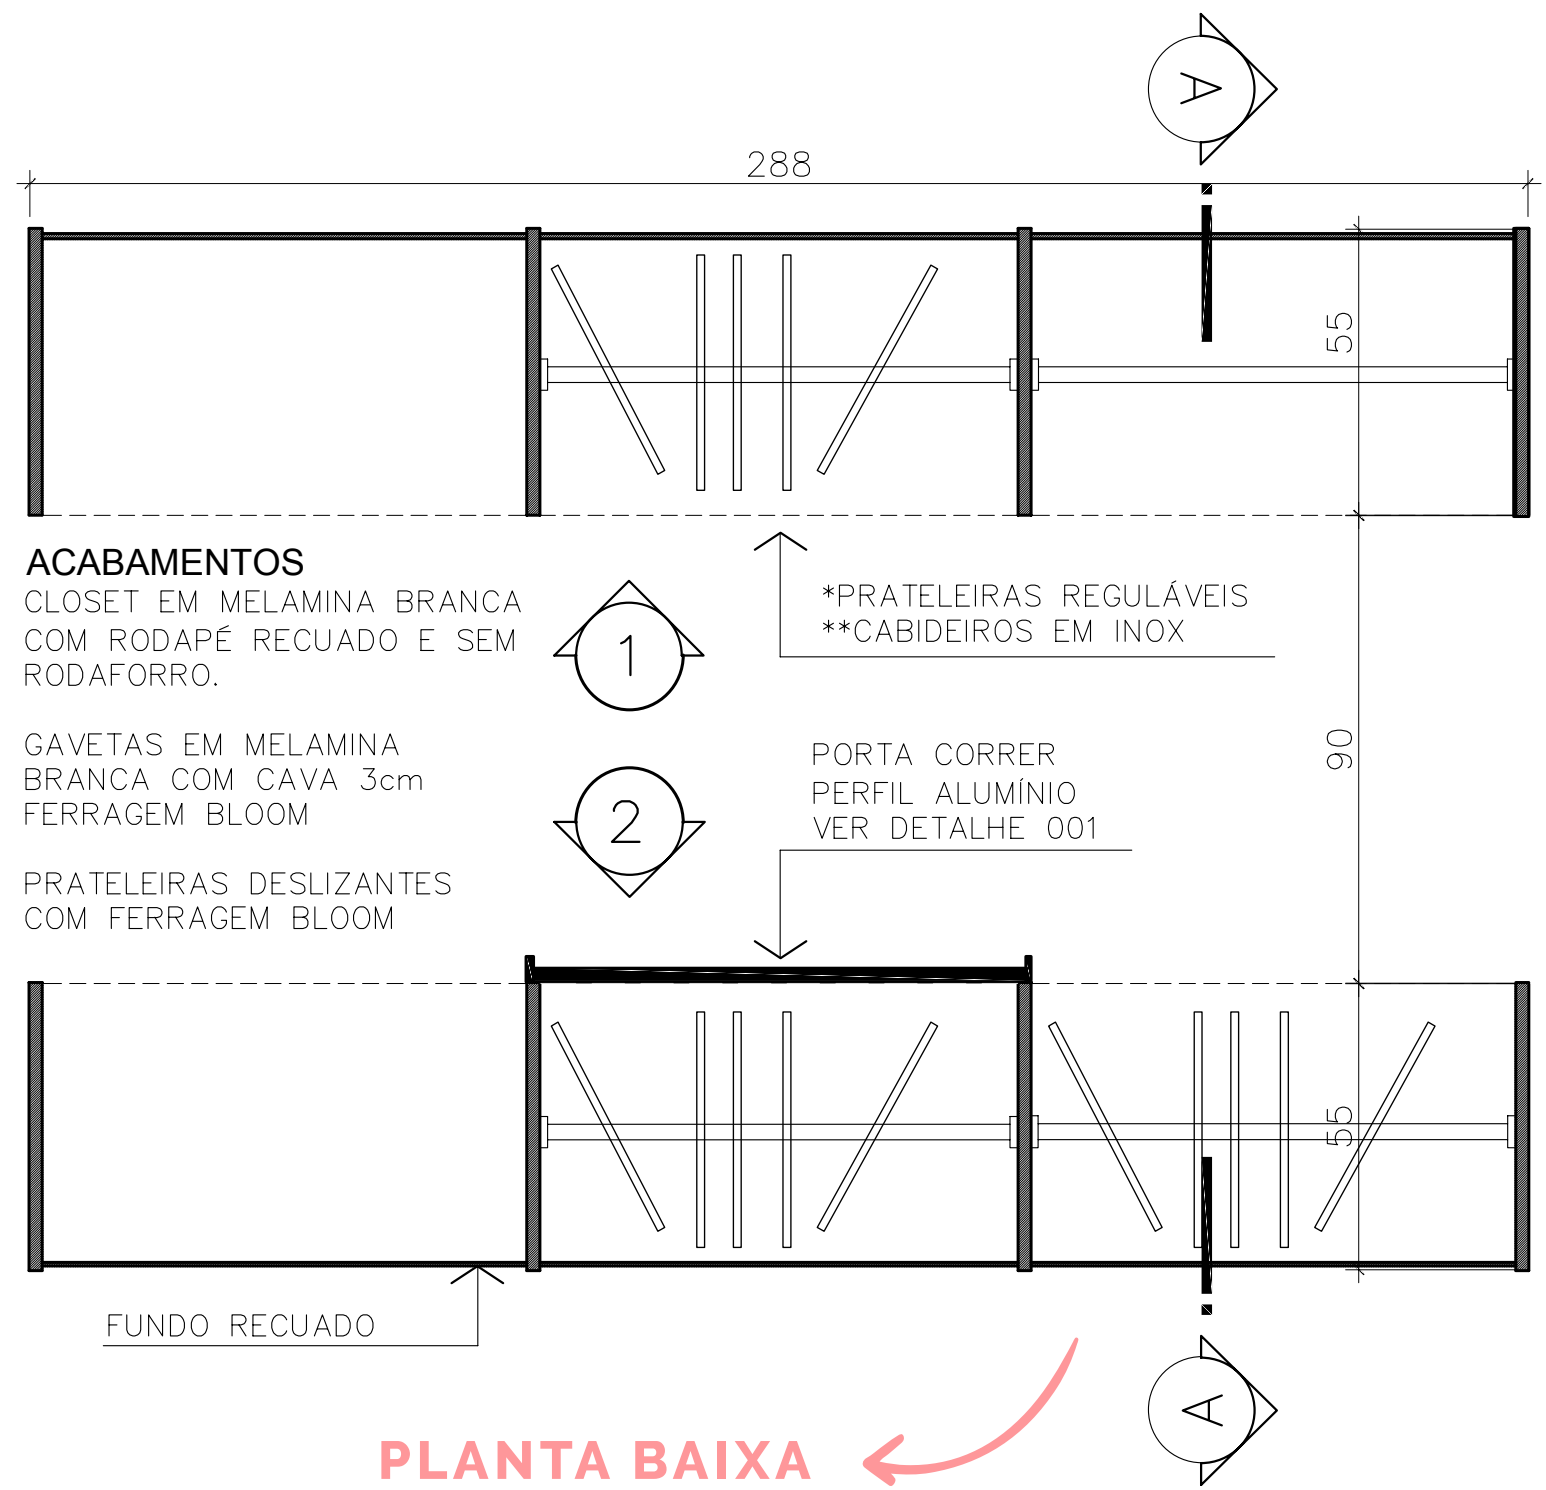 A
288
55
ACABAMENTOS
CLOSET EM MELAMINA BRANCA
COM RODAPÉ RECUADO E SEM
RODAFORRO.
GAVETAS EM MELAMINA
BRANCA COM CAVA 3cm
FERRAGEM BLOOM
PRATELEIRAS DESLIZANTES
COM FERRAGEM BLOOM
1
2
*PRATELEIRAS REGULÁVEIS
**CABIDEIROS EM INOX
PORTA CORRER
PERFIL ALUMÍNIO
VER DETALHE 001
90
55
FUNDO RECUADO
A
PLANTA BAIXA